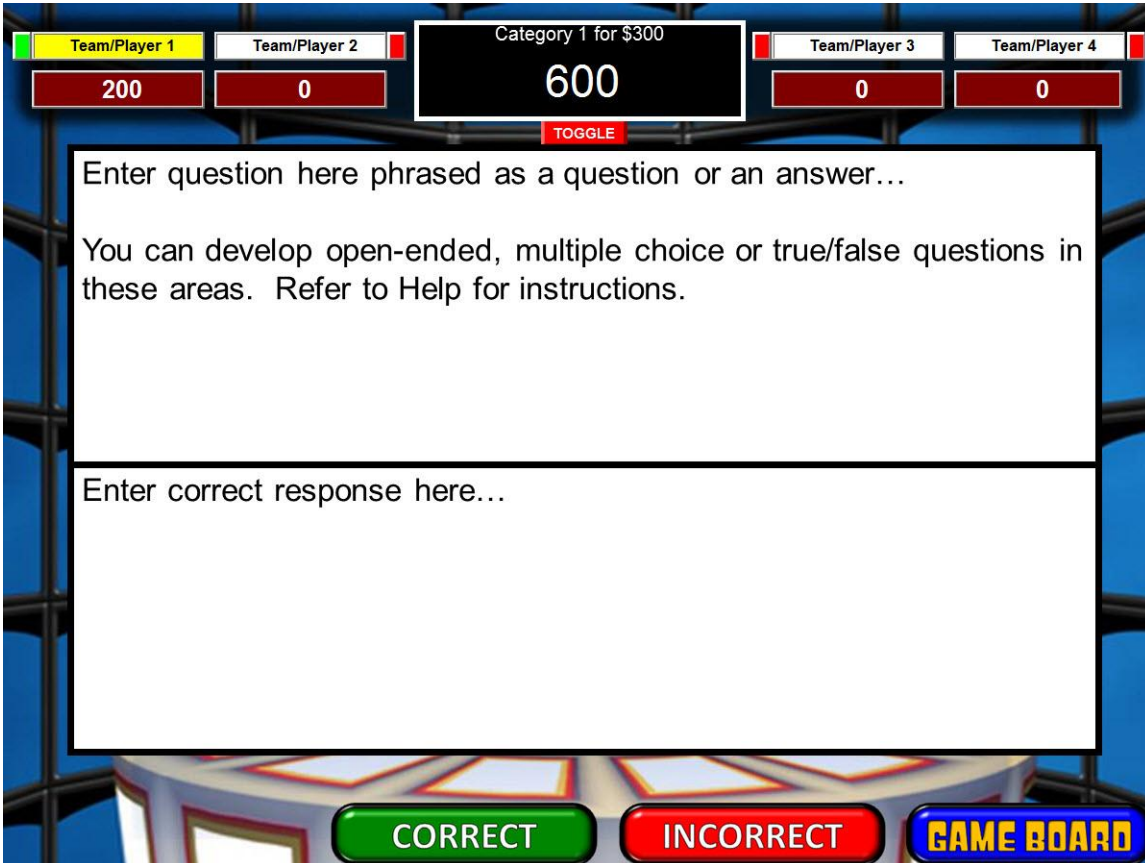 Team/Player 1
Team/Player 2
Category 1 for $300
Team/Player 3
Team/Player 4
200
0
600
0
0
TOGGLE
Enter question here phrased as a question or an answer…
You can develop open-ended, multiple choice or true/false questions in
these areas.  Refer to Help for instructions.
Enter correct response here…
CORRECT
INCORRECT
GAME BOARD